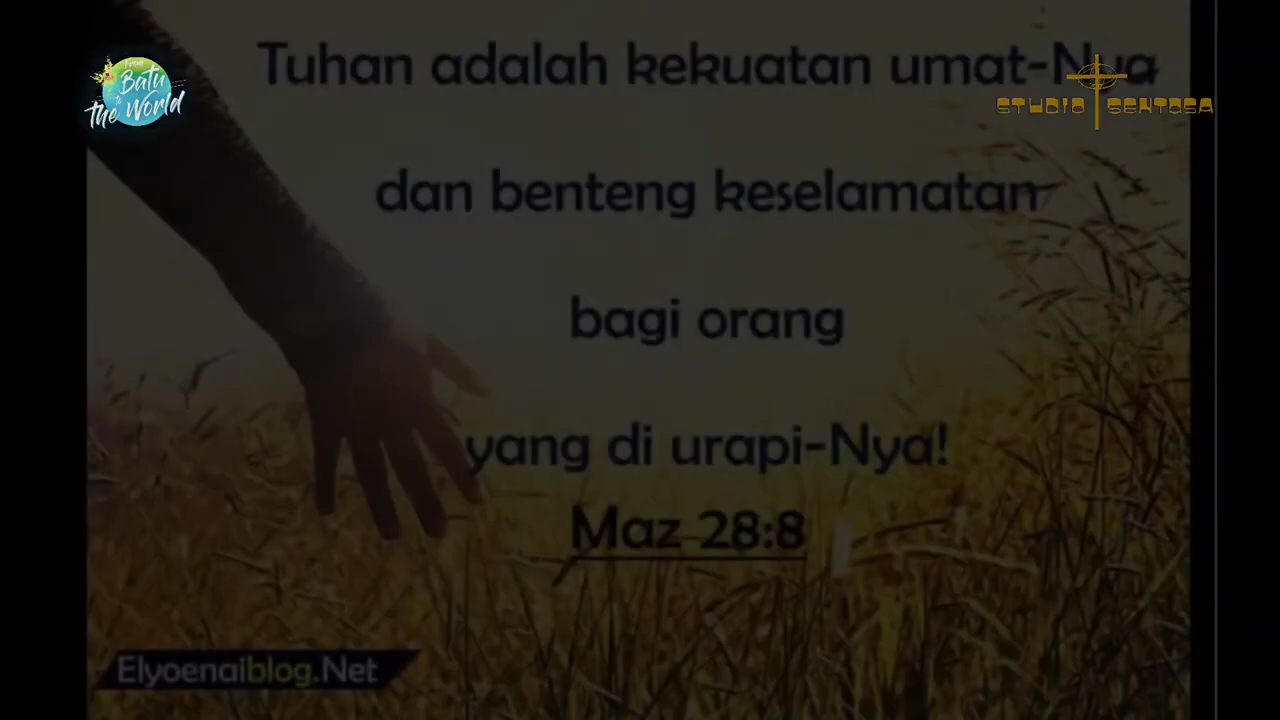 Tuhan adalah kekuatan umat-Nya
From
Batu
to
the World
STUDIO SENTOSA
dan benteng keselamatan
bagi orang
yang di urapi-Nya!
Maz 28:8
Elyoenaiblog.Net